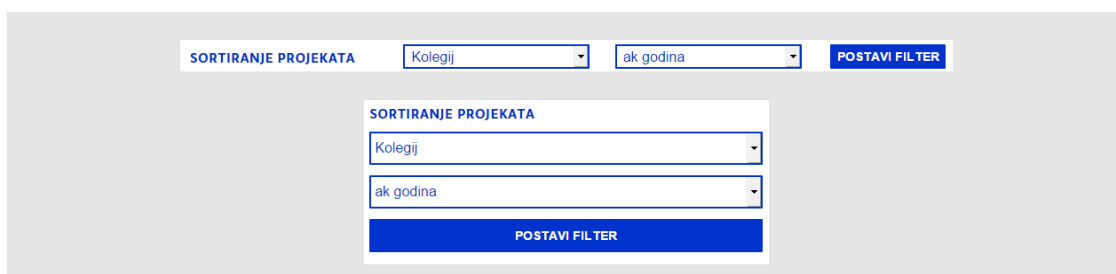 SORTIRANJE PROJEKATA Kolegij ak godina POSTAVI FILTER
SORTIRANJE PROJEKATA
Kolegij
ak godina
POSTAVI FILTER